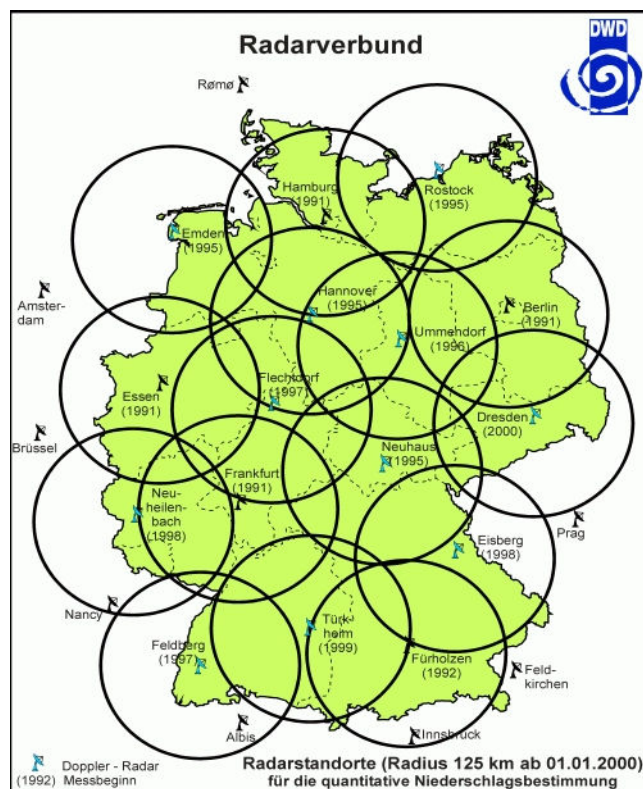 Radarverbund
DWD
Rømø
Hamburg
(1991)
Rostock
(1995)
Emden
(1995)
Amster-
dam
Hannover
(1995)
Ummendorf
(1996)
Berlin
(1991)
Essen
(1991)
Flechtdorf
(1997)
Dresden
(2000)
Brüssel
Neuhaus
(1995)
Frankfurt
(1991)
Neu-
heilen-
bach
(1998)
Eisberg
(1998)
Prag
Nancy
Feldberg
(1997)
Türk-
heim
(1999)
Fürholzen
(1992)
Feld-
kirchen
Albis
Innsbruck
Doppler - Radar
(1992) Messbeginn
Radarstandorte (Radius 125 km ab 01.01.2000)
für die quantitative Niederschlagsbestimmung